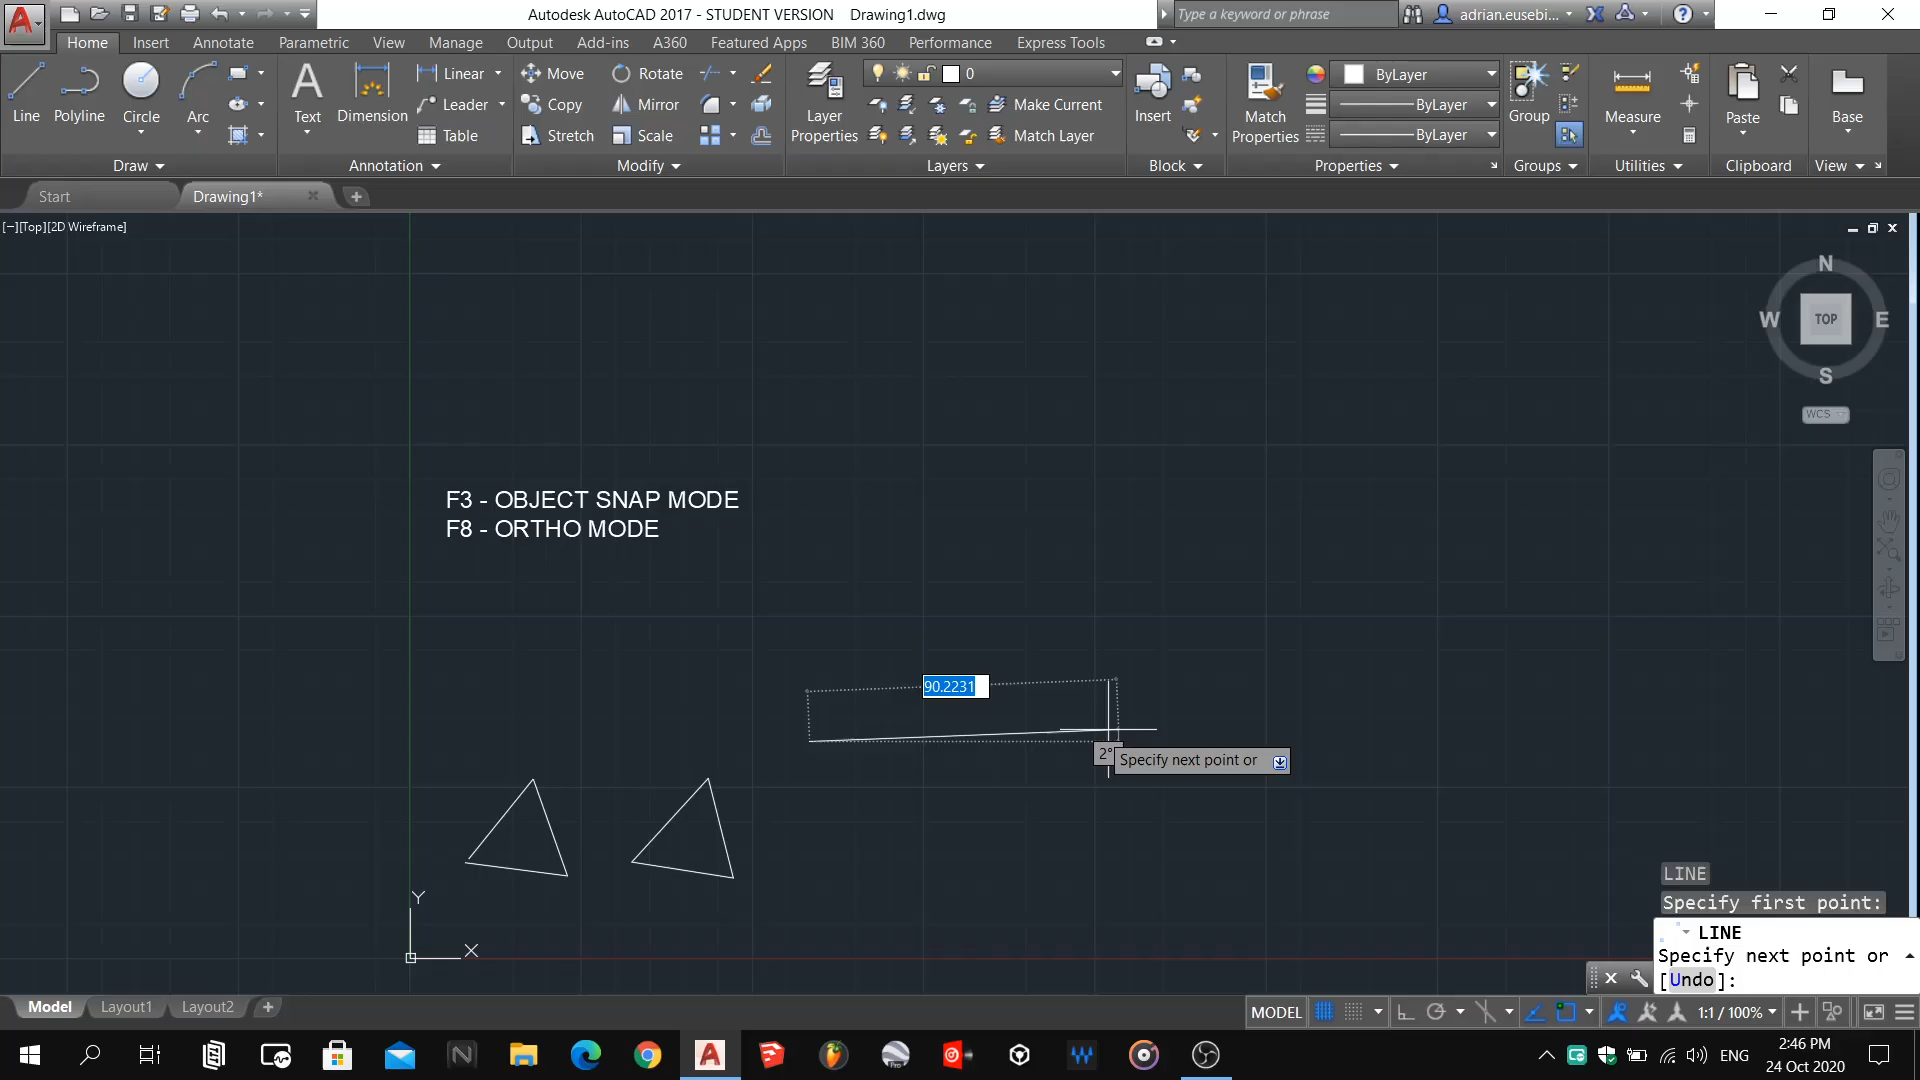 Autodesk AutoCAD 2017 - STUDENT VERSION Drawing1.dwg
Type a keyword or phrase
adrian.eusebi...
Home Insert Annotate Parametric View Manage Output Add-ins A360 Featured Apps BIM 360 Performance Express Tools
Line Polyline Circle Arc
Draw
Text Dimension
Linear
Leader
Table
Annotation
Move Rotate
Copy Mirror
Stretch Scale
Modify
Layer
Properties
0
Make Current
Match Layer
Layers
Insert
Block
Match
Properties
ByLayer
ByLayer
ByLayer
Properties
Group
Groups
Measure
Utilities
Paste
Clipboard
Base
View
Start Drawing1*
[−][Top][2D Wireframe]
N
W TOP E
S
WCS
F3 - OBJECT SNAP MODE
F8 - ORTHO MODE
90.2231
2°
Specify next point or
Y
X
LINE
Specify first point:
LINE
Specify next point or
[Undo]:
Model Layout1 Layout2
MODEL 1:1 / 100%
ENG
2:46 PM
24 Oct 2020